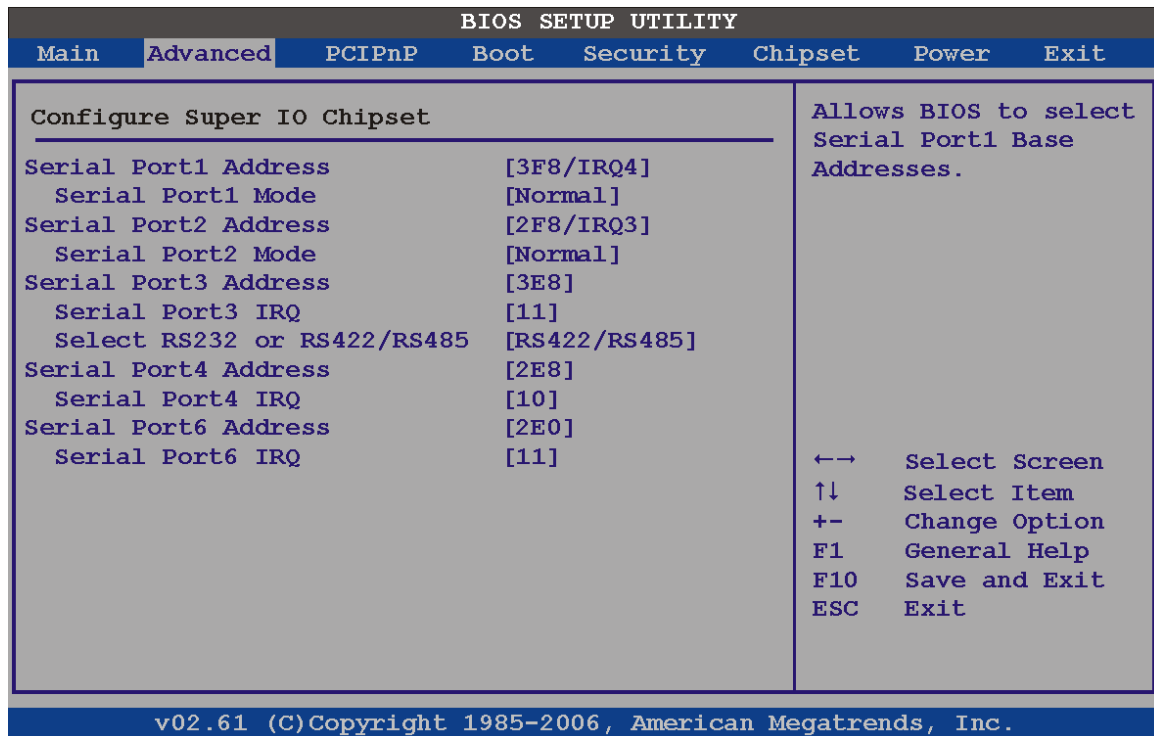 BIOS SETUP UTILITY
Main Advanced PCIPnP Boot Security Chipset Power Exit
Configure Super IO Chipset
Serial Port1 Address [3F8/IRQ4]
Serial Port1 Mode [Normal]
Serial Port2 Address [2F8/IRQ3]
Serial Port2 Mode [Normal]
Serial Port3 Address [3E8]
Serial Port3 IRQ [11]
Select RS232 or RS422/RS485 [RS422/RS485]
Serial Port4 Address [2E8]
Serial Port4 IRQ [10]
Serial Port6 Address [2E0]
Serial Port6 IRQ [11]
Allows BIOS to select
Serial Port1 Base
Addresses.
←→ Select Screen
↑↓ Select Item
+- Change Option
F1 General Help
F10 Save and Exit
ESC Exit
v02.61 (C)Copyright 1985-2006, American Megatrends, Inc.